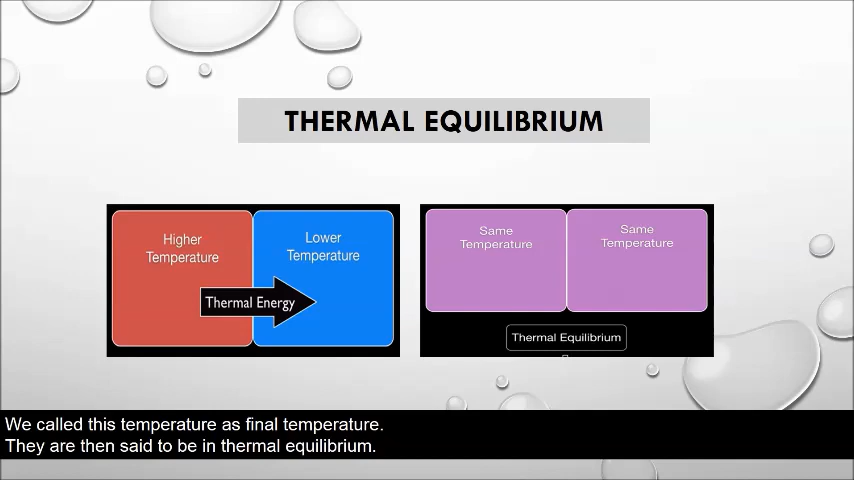 THERMAL EQUILIBRIUM
Higher
Temperature
Lower
Temperature
Thermal Energy
Same
Temperature
Same
Temperature
Thermal Equilibrium
We called this temperature as final temperature.
They are then said to be in thermal equilibrium.